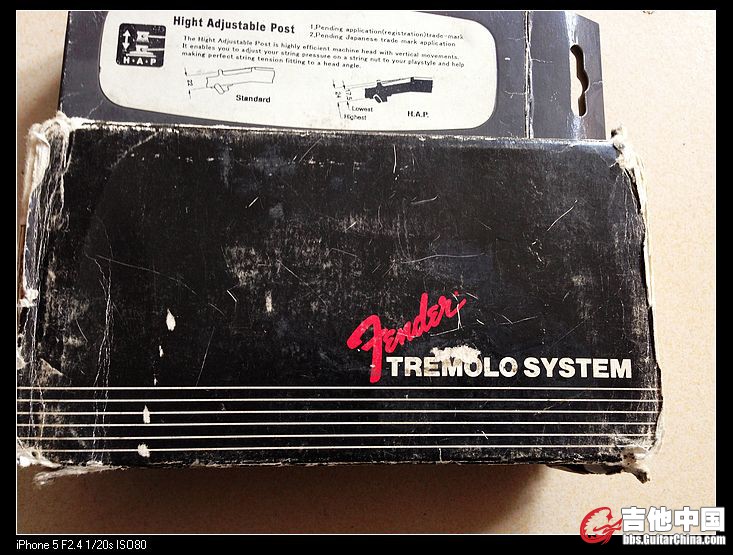 Hight Adjustable Post
1,Pending application(registration)trade-mark
2,Pending Japanese trade mark application
H·A·P
The Hight Adjustable Post is highly efficient machine head with vertical movements.
It enables you to adjust your string pressure on a string nut to your playstyle and help
making perfect string tension fitting to a head angle.
Standard
Lowest
Highest
H.A.P.
Fender
TREMOLO SYSTEM
iPhone 5 F2.4 1/20s ISO80
吉他中国
bbs.GuitarChina.com